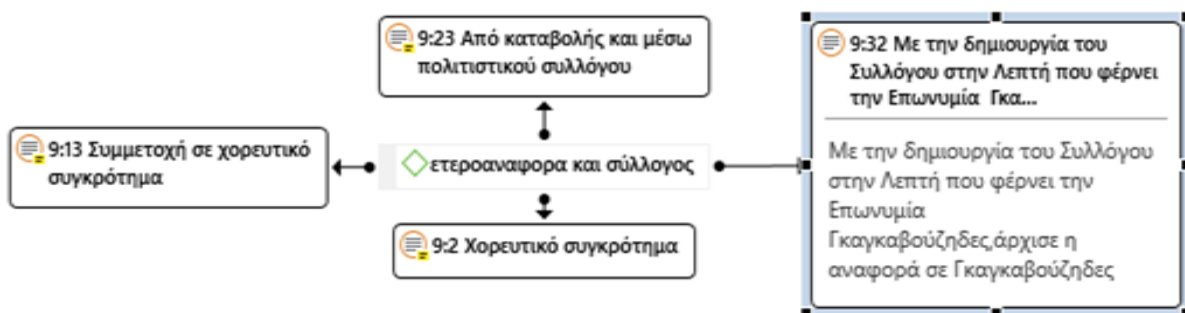 9:23 Από καταβολής και μέσω
πολιτιστικού συλλόγου
9:13 Συμμετοχή σε χορευτικό
συγκρότημα
ετεροαναφορα και σύλλογος
9:2 Χορευτικό συγκρότημα
9:32 Με την δημιουργία του
Συλλόγου στην Λεπτή που φέρνει
την Επωνυμία Γκα...
Με την δημιουργία του Συλλόγου
στην Λεπτή που φέρνει την
Επωνυμία
Γκαγκαβούζηδες,άρχισε η
αναφορά σε Γκαγκαβούζηδες